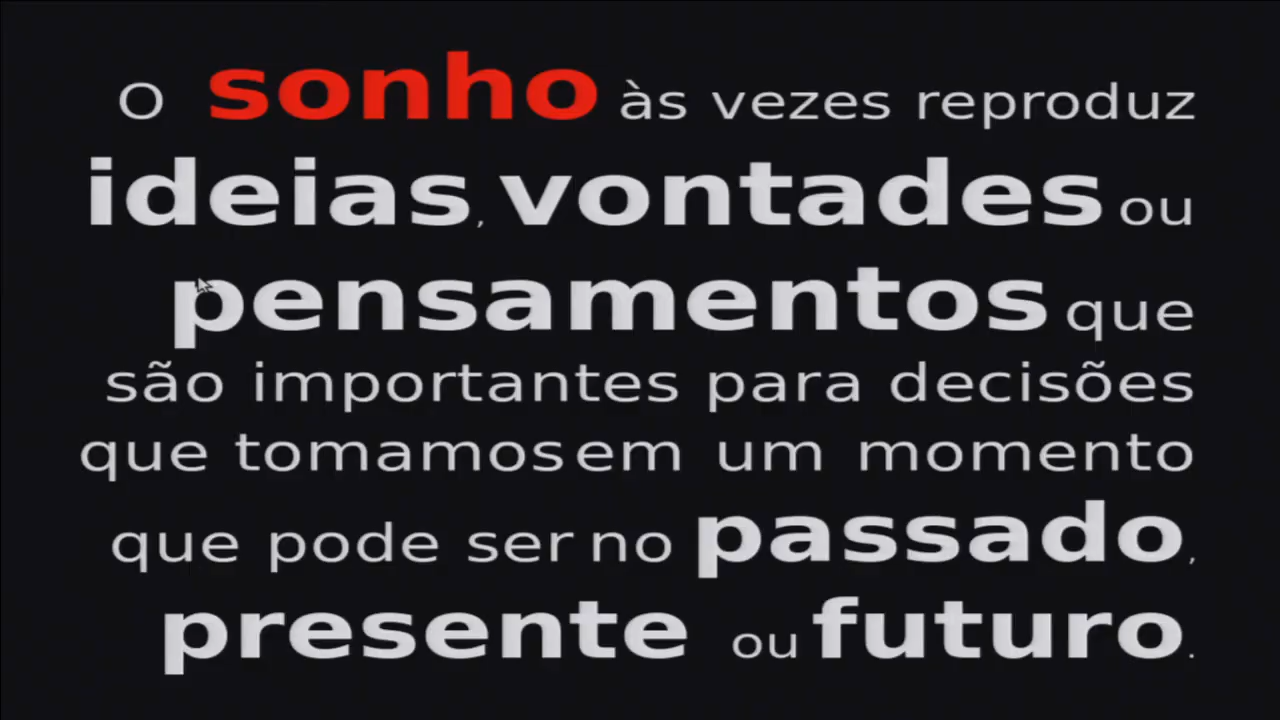 O sonho às vezes reproduz
ideias, vontades ou
pensamentos que
são importantes para decisões
que tomamos em um momento
que pode ser no passado,
presente ou futuro.